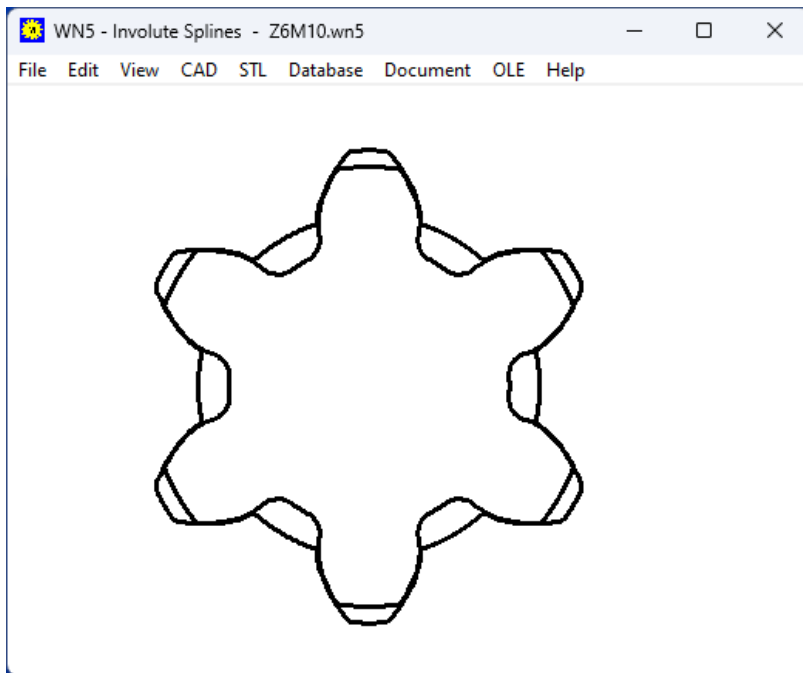 WN5 - Involute Splines - Z6M10.wn5
File Edit View CAD STL Database Document OLE Help